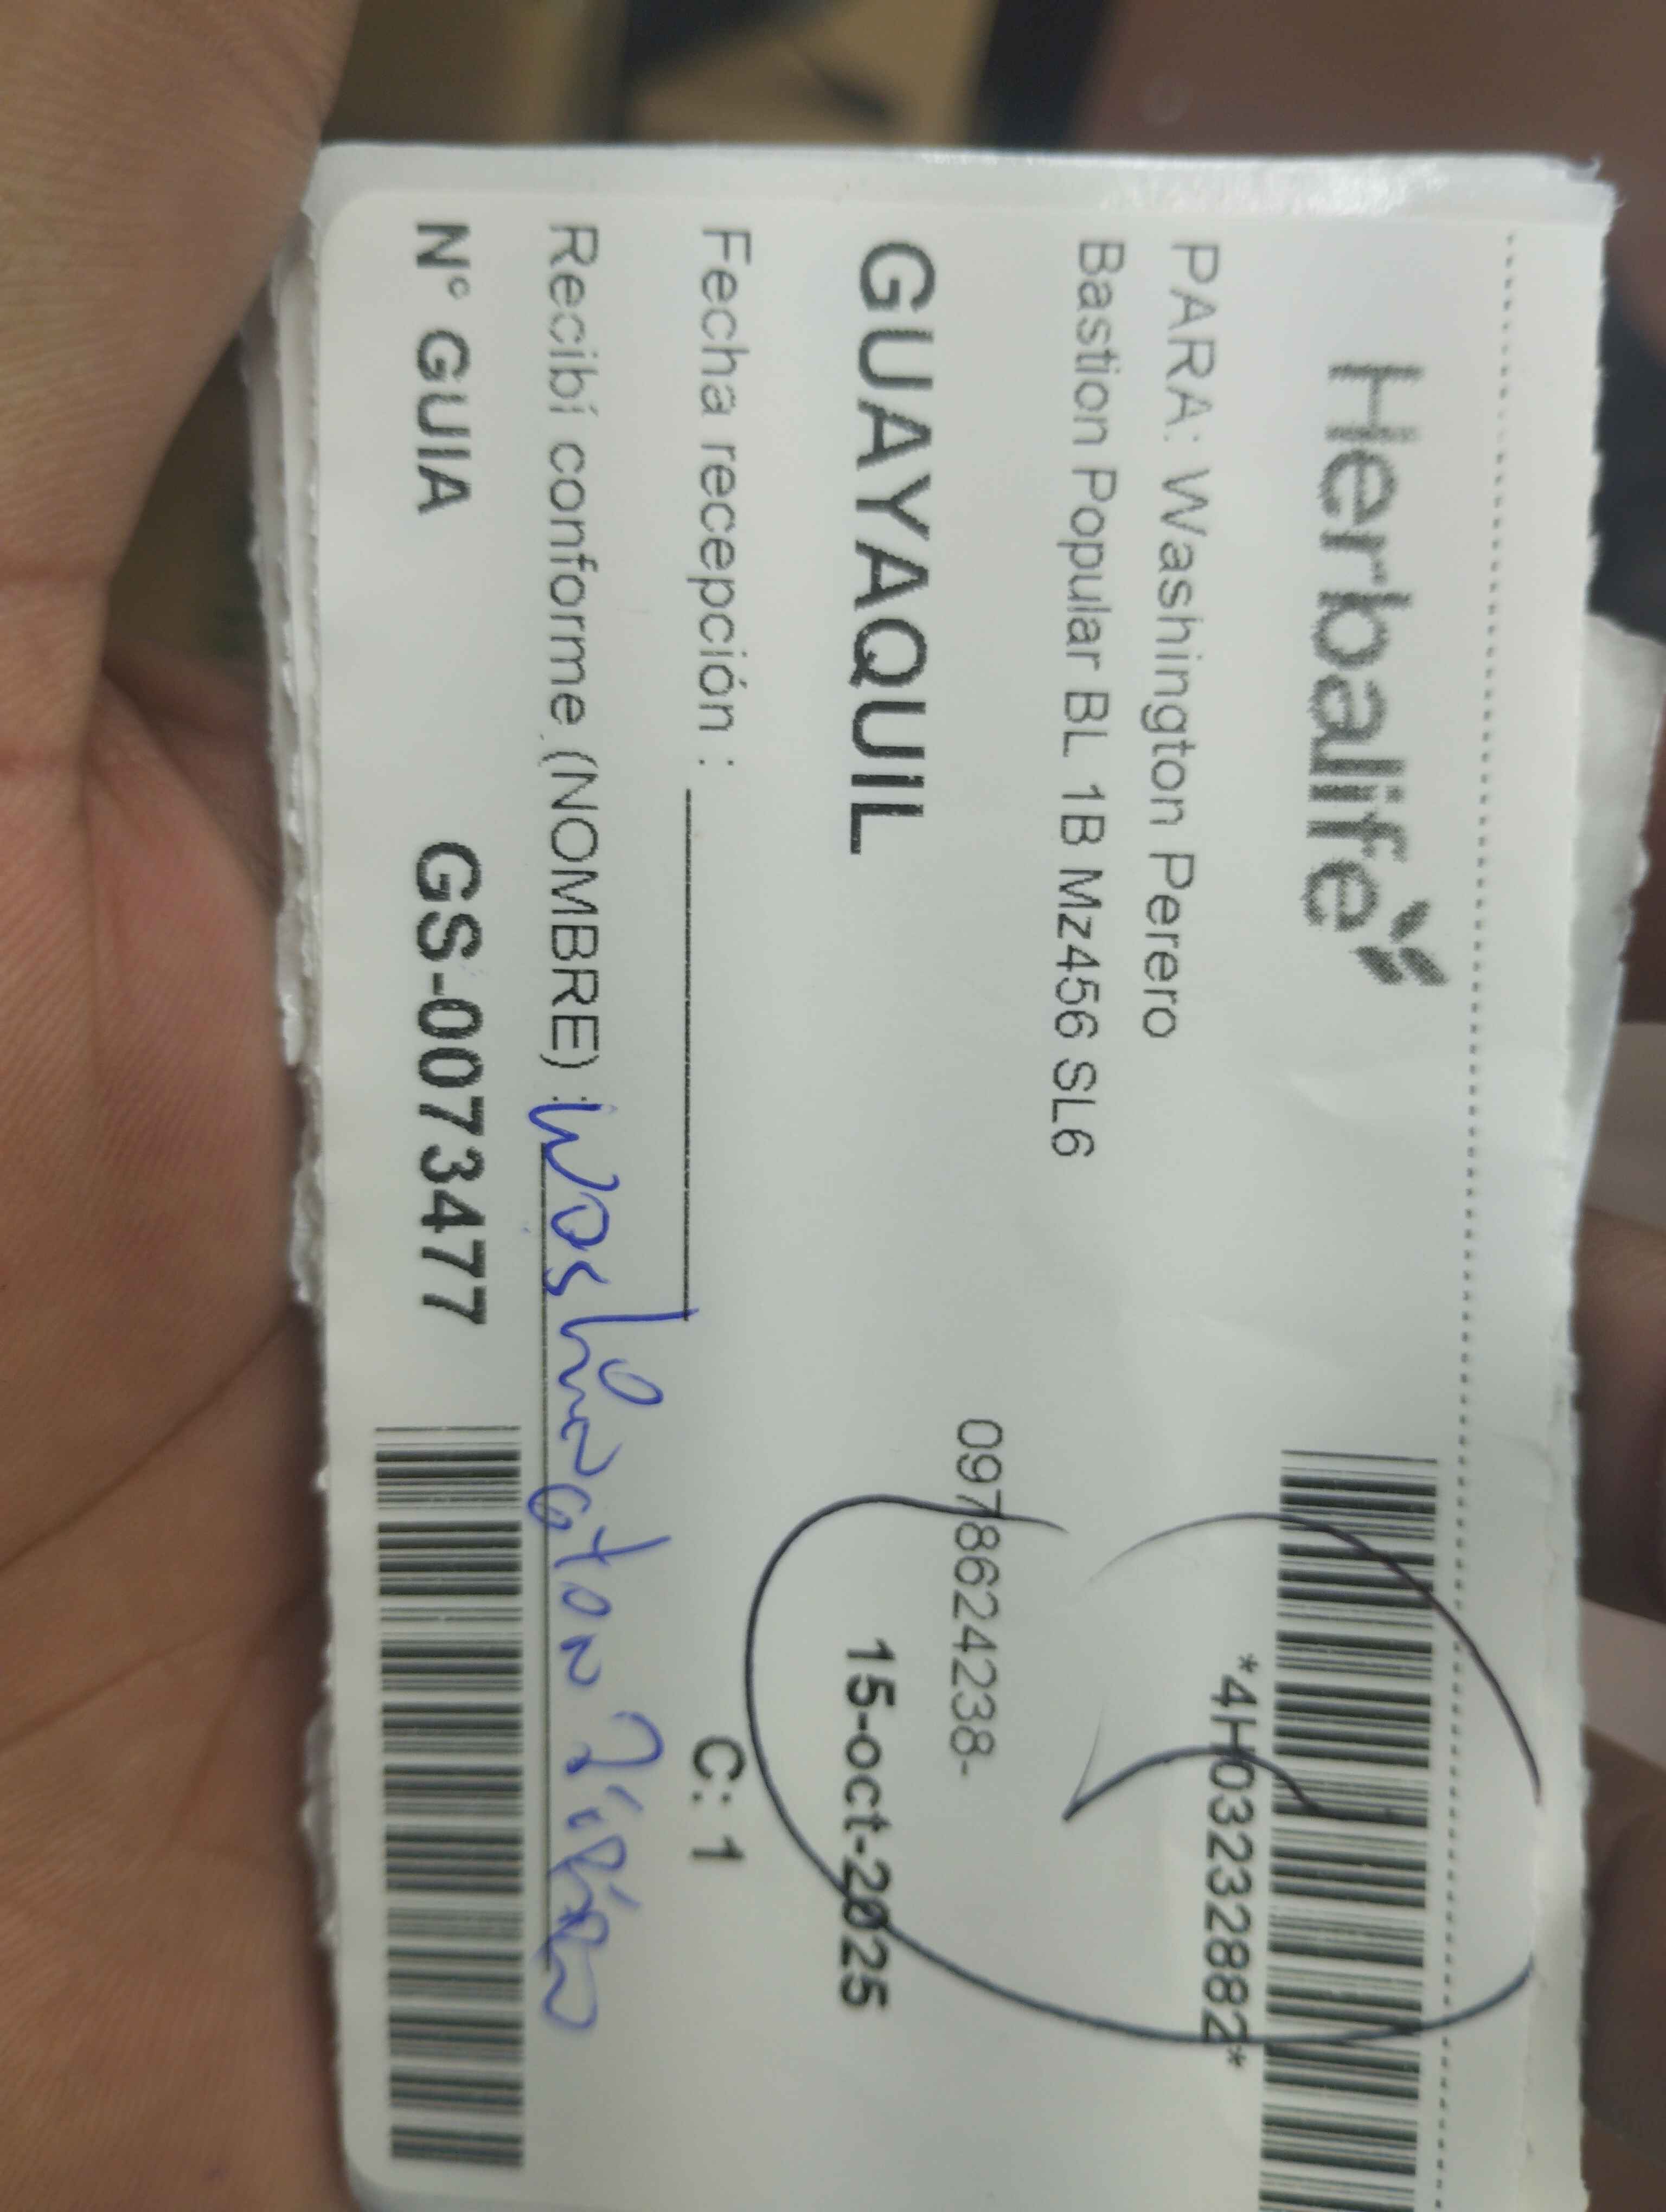 Herbalife
*4H03232882*
PARA: Washington Perero
Bastion Popular BL 1B Mz456 SL6
0978624238-
GUAYAQUIL
15-oct-2025
Fecha recepción :
C: 1
Recibí conforme (NOMBRE) : Washington
N° GUIA GS-0073477